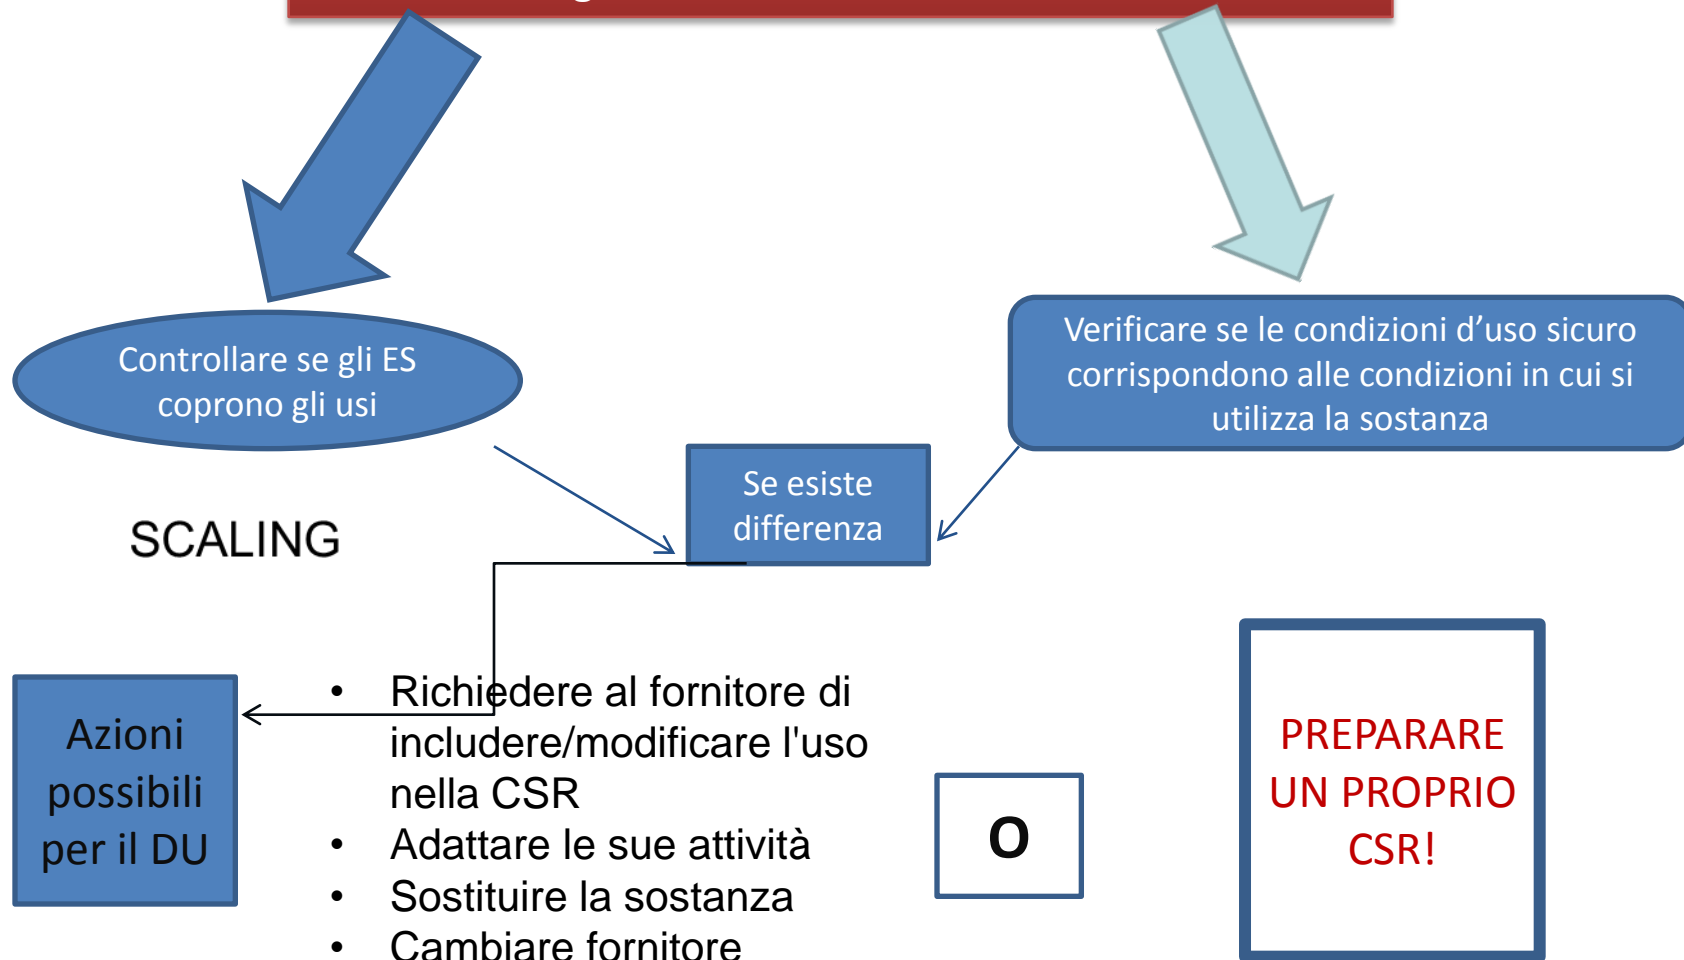 Controllare se gli ES
coprono gli usi
Verificare se le condizioni d’uso sicuro
corrispondono alle condizioni in cui si
utilizza la sostanza
Se esiste
differenza
SCALING
Azioni
possibili
per il DU
• Richiedere al fornitore di
includere/modificare l'uso
nella CSR
• Adattare le sue attività
• Sostituire la sostanza
• Cambiare fornitore
O
PREPARARE
UN PROPRIO
CSR!